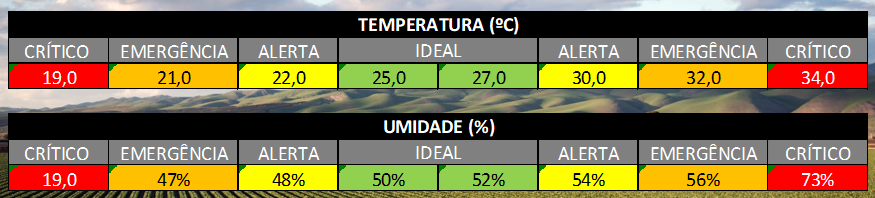 TEMPERATURA (ºC)
CRÍTICO EMERGÊNCIA ALERTA IDEAL ALERTA EMERGÊNCIA CRÍTICO
19,0 21,0 22,0 25,0 27,0 30,0 32,0 34,0
UMIDADE (%)
CRÍTICO EMERGÊNCIA ALERTA IDEAL ALERTA EMERGÊNCIA CRÍTICO
19,0 47% 48% 50% 52% 54% 56% 73%